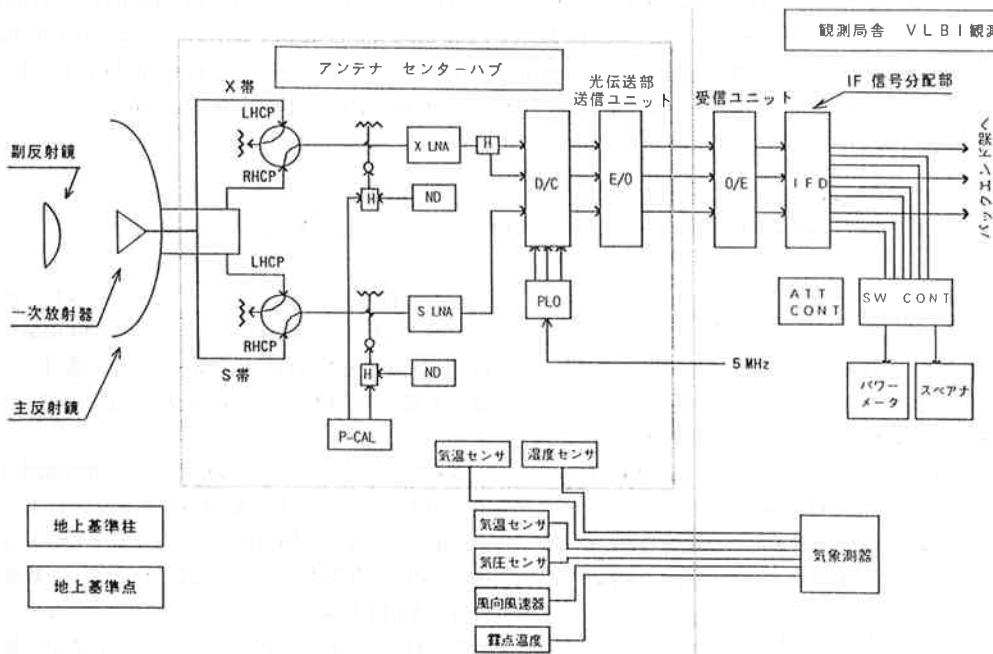 観測局舎 VLBI観測
アンテナ センターハブ
光伝送部
送信ユニット
受信ユニット
IF 信号分配部
X帯
LHCP
RHCP
副反射鏡
一次放射器
主反射鏡
X LNA
H
H
ND
D/C
E/O
O/E
IFD
バックエンド系へ
LHCP
RHCP
S帯
S LNA
H
ND
P-CAL
PLO
5 MHz
ATT
CONT
SW CONT
パワー
メータ
スペアナ
気温センサ
湿度センサ
気温センサ
気圧センサ
風向風速器
露点温度
気象測器
地上基準柱
地上基準点